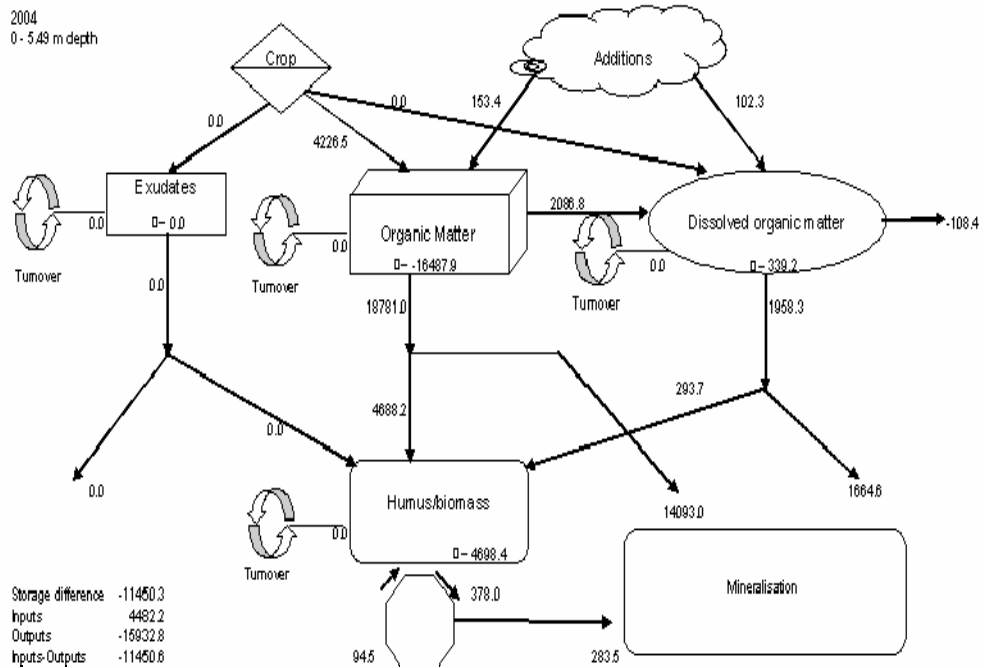 2004
0 - 5.49 m depth
Crop
Additions
0.0
4226.5
0.0
153.4
102.3
Exudates
▯- 0.0
0.0
Turnover
Organic Matter
▯- -16487.9
0.0
Turnover
2086.8
Dissolved organic matter
▯- 339.2
0.0
Turnover
-108.4
0.0
18781.0
1958.3
0.0
4688.2
293.7
0.0
14093.0
1664.6
Humus/biomass
▯- 4698.4
0.0
Turnover
Mineralisation
378.0
94.5
283.5
Storage difference -11450.3
Inputs 4482.2
Outputs -15932.8
Inputs-Outputs -11450.6